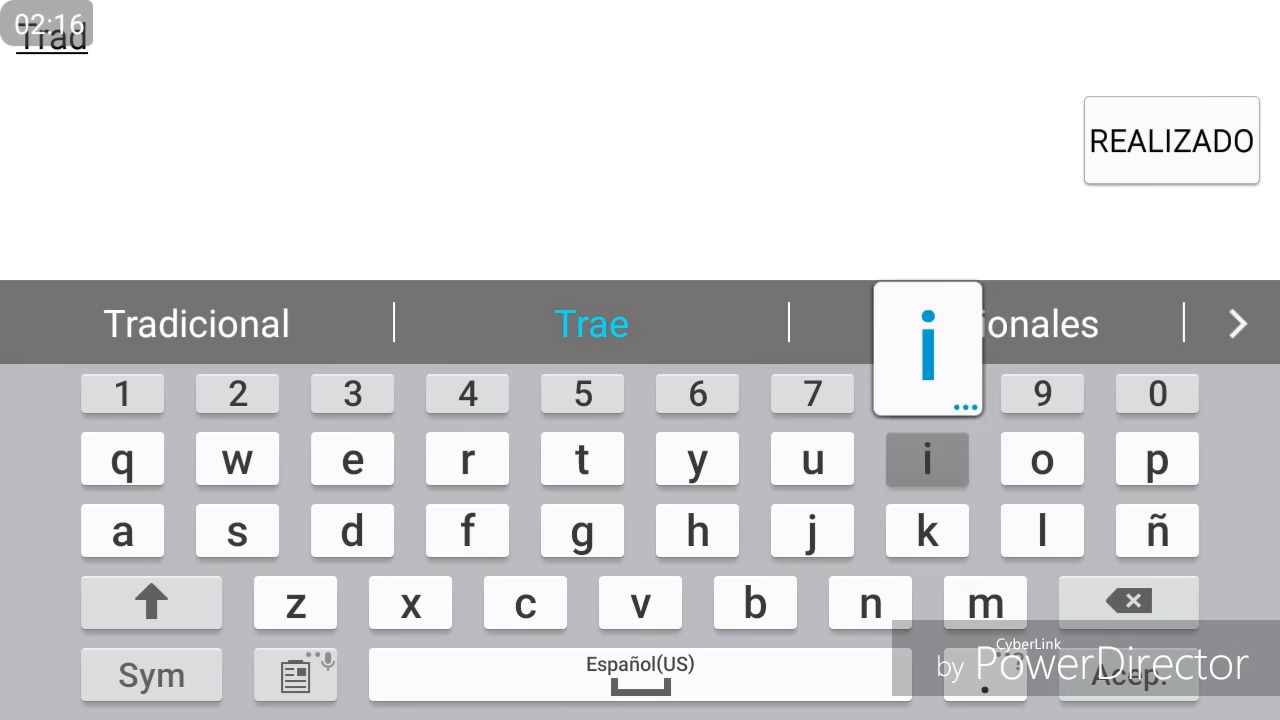 02:16
Trad
REALIZADO
Tradicional Trae ionales
1 2 3 4 5 6 7 9 0
i
q w e r t y u i o p
a s d f g h j k l ñ
z x c v b n m
Sym Español(US) . Acep.
CyberLink
by PowerDirector